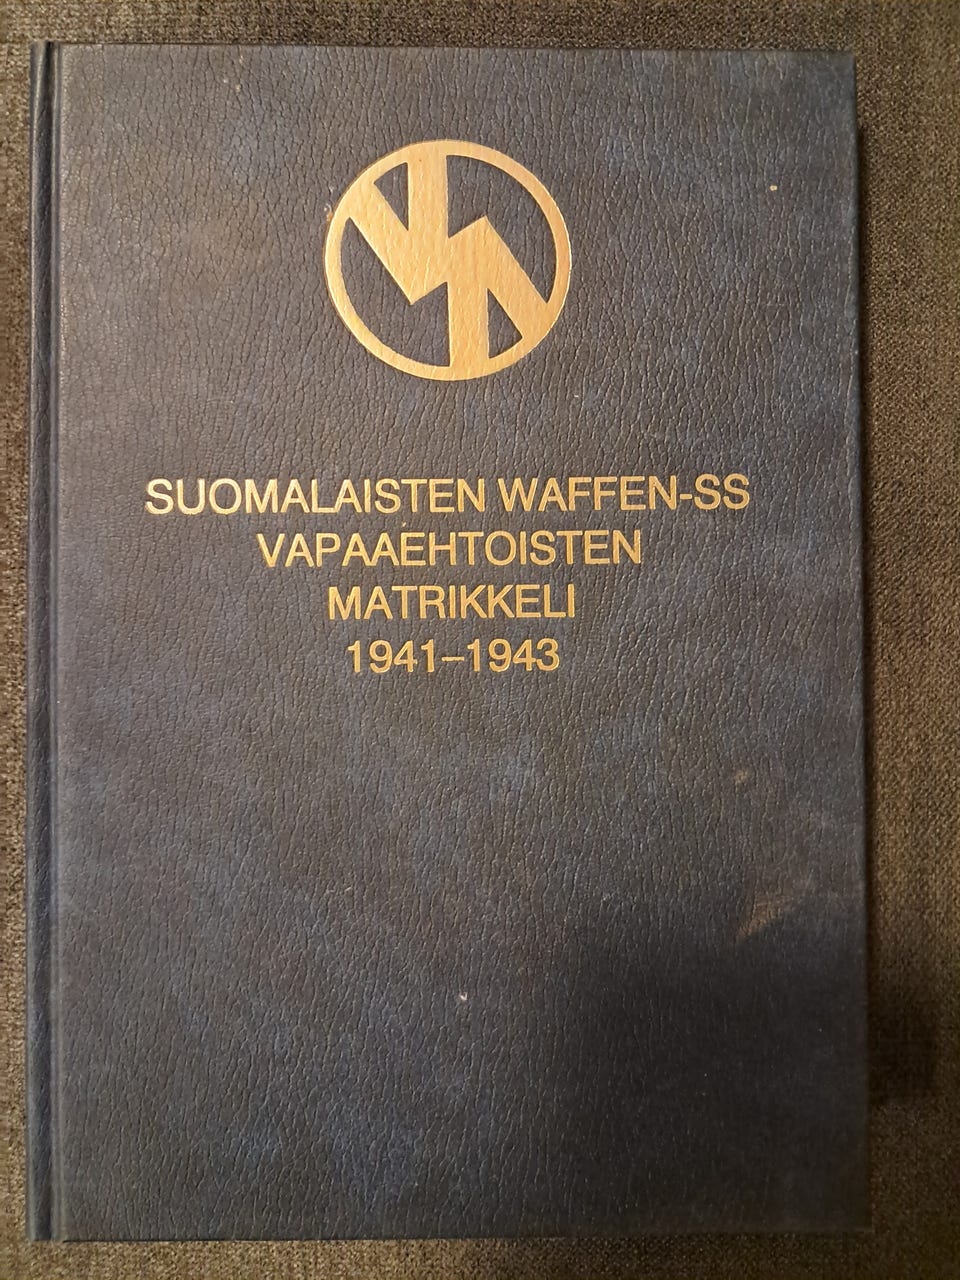 SUOMALAISTEN WAFFEN-SS
VAPAAEHTOISTEN
MATRIKKELI
1941–1943